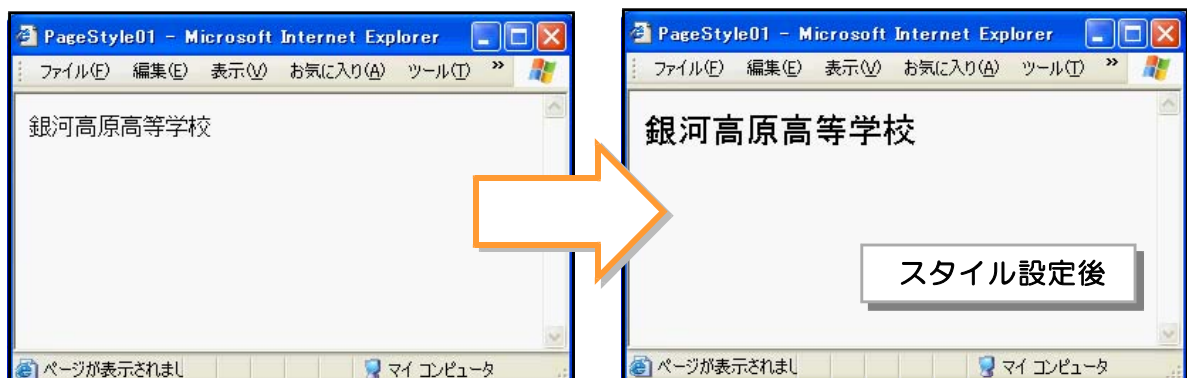 PageStyle01 - Microsoft Internet Explorer
ファイル(F) 編集(E) 表示(V) お気に入り(A) ツール(T) »
銀河高原高等学校
ページが表示されまし
マイ コンピュータ
PageStyle01 - Microsoft Internet Explorer
ファイル(F) 編集(E) 表示(V) お気に入り(A) ツール(T) »
銀河高原高等学校
スタイル設定後
ページが表示されまし
マイ コンピュータ